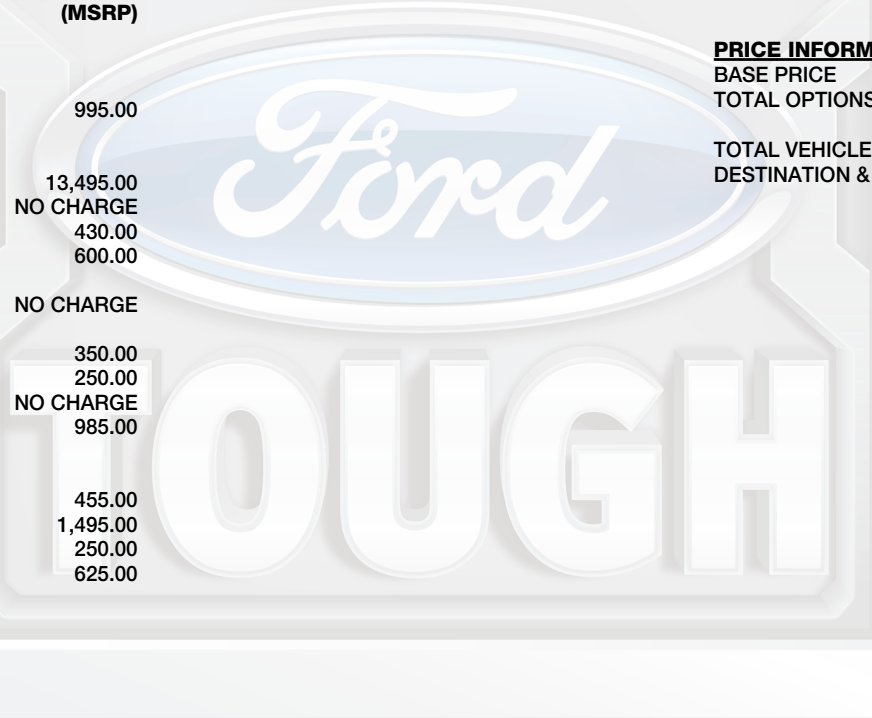 (MSRP)
995.00
13,495.00
NO CHARGE
430.00
600.00
NO CHARGE
350.00
250.00
NO CHARGE
985.00
455.00
1,495.00
250.00
625.00
PRICE INFORM
BASE PRICE
TOTAL OPTIONS
TOTAL VEHICLE
DESTINATION &
Ford
TOUGH